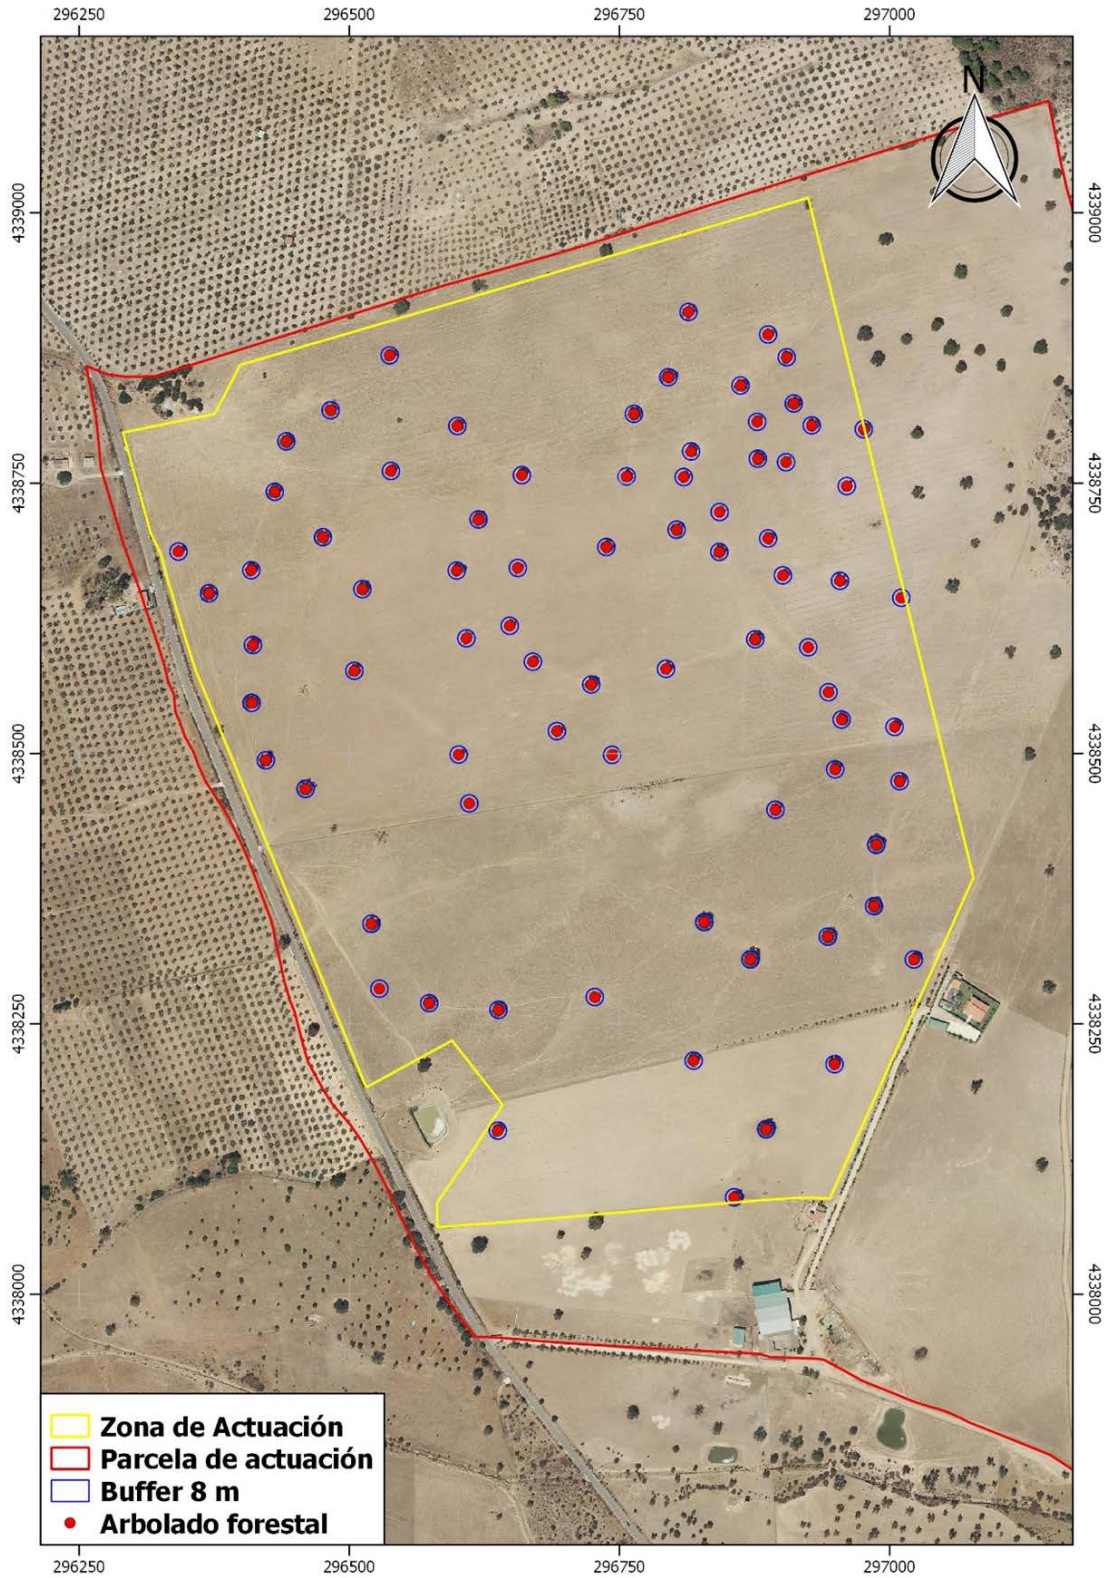 296250 296500 296750 297000
N
4339000 4339000
4338750 4338750
4338500 4338500
4338250 4338250
4338000 4338000
Zona de Actuación
Parcela de actuación
Buffer 8 m
Arbolado forestal
296250 296500 296750 297000